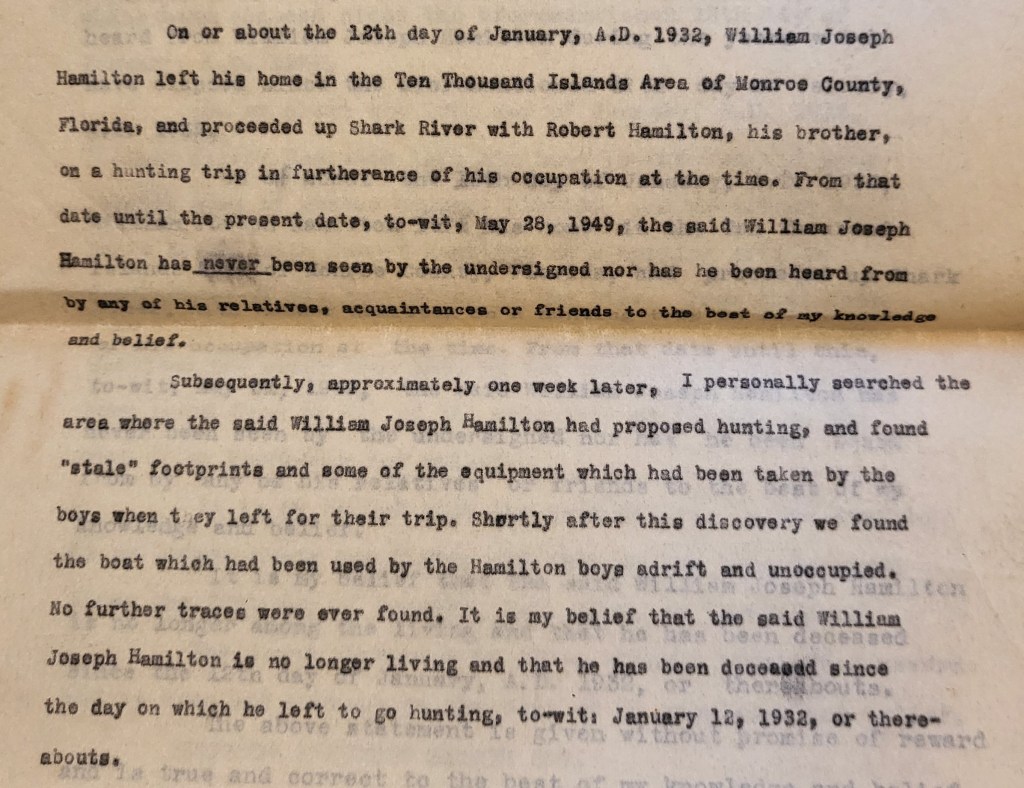 On or about the 12th day of January, A.D. 1932, William Joseph
Hamilton left his home in the Ten Thousand Islands Area of Monroe County,
Florida, and proceeded up Shark River with Robert Hamilton, his brother,
on a hunting trip in furtherance of his occupation at the time. From that
date until the present date, to-wit, May 28, 1949, the said William Joseph
Hamilton has never been seen by the undersigned nor has he been heard from
by any of his relatives, acquaintances or friends to the best of my knowledge
and belief.
Subsequently, approximately one week later, I personally searched the
area where the said William Joseph Hamilton had proposed hunting, and found
"stale" footprints and some of the equipment which had been taken by the
boys when t ey left for their trip. Shortly after this discovery we found
the boat which had been used by the Hamilton boys adrift and unoccupied.
No further traces were ever found. It is my belief that the said William
Joseph Hamilton is no longer living and that he has been deceased since
the day on which he left to go hunting, to-wit: January 12, 1932, or there-
abouts.